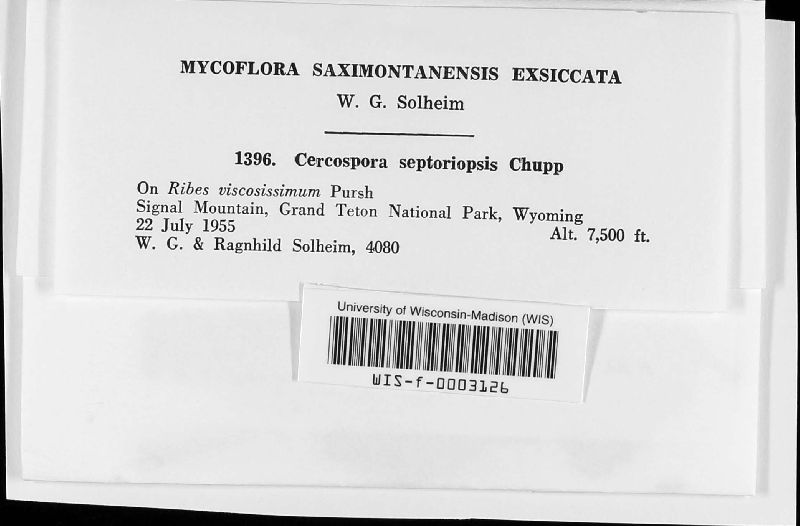 MYCOFLORA SAXIMONTANENSIS EXSICCATA
W. G. Solheim
1396. Cercospora septoriopsis Chupp
On Ribes viscosissimum Pursh
Signal Mountain, Grand Teton National Park, Wyoming
22 July 1955 Alt. 7,500 ft.
W. G. & Ragnhild Solheim, 4080
University of Wisconsin-Madison (WIS)
WIS-f-0003126